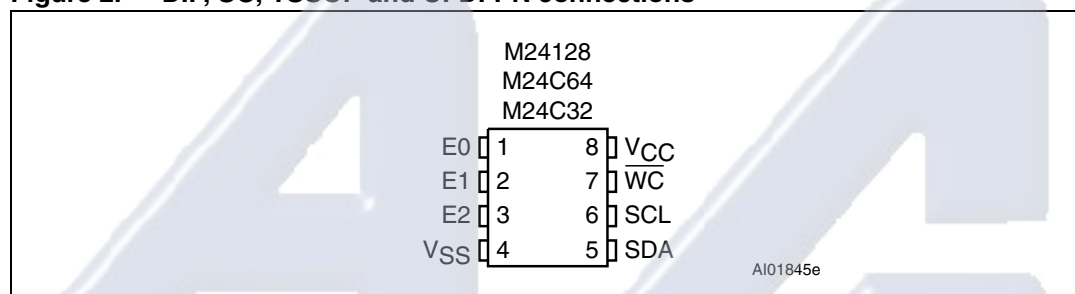 M24128
M24C64
M24C32
E0 1 8 VCC
E1 2 7 WC
E2 3 6 SCL
VSS 4 5 SDA
AI01845e